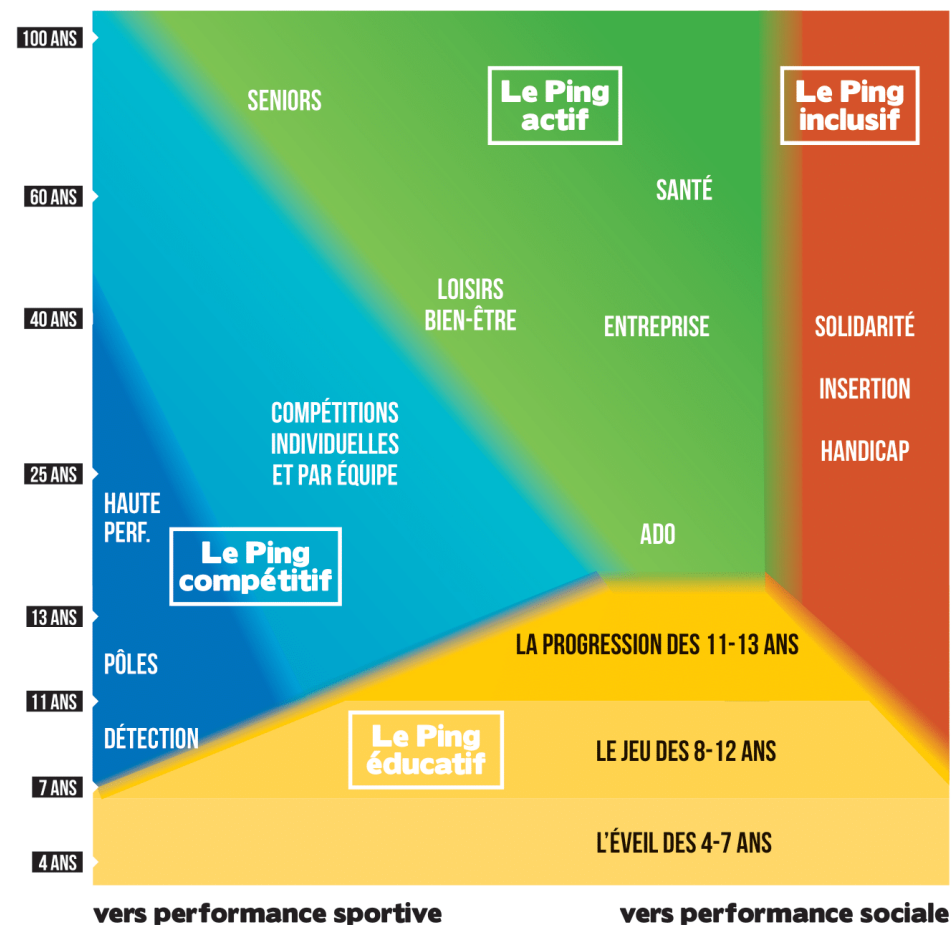 100 ANS
SENIORS
Le Ping
actif
Le Ping
inclusif
60 ANS
SANTÉ
LOISIRS
BIEN-ÊTRE
40 ANS
ENTREPRISE
SOLIDARITÉ
INSERTION
HANDICAP
COMPÉTITIONS
INDIVIDUELLES
ET PAR ÉQUIPE
25 ANS
HAUTE
PERF.
ADO
Le Ping
compétitif
13 ANS
LA PROGRESSION DES 11-13 ANS
PÔLES
11 ANS
DÉTECTION
Le Ping
éducatif
LE JEU DES 8-12 ANS
7 ANS
L'ÉVEIL DES 4-7 ANS
4 ANS
vers performance sportive
vers performance sociale